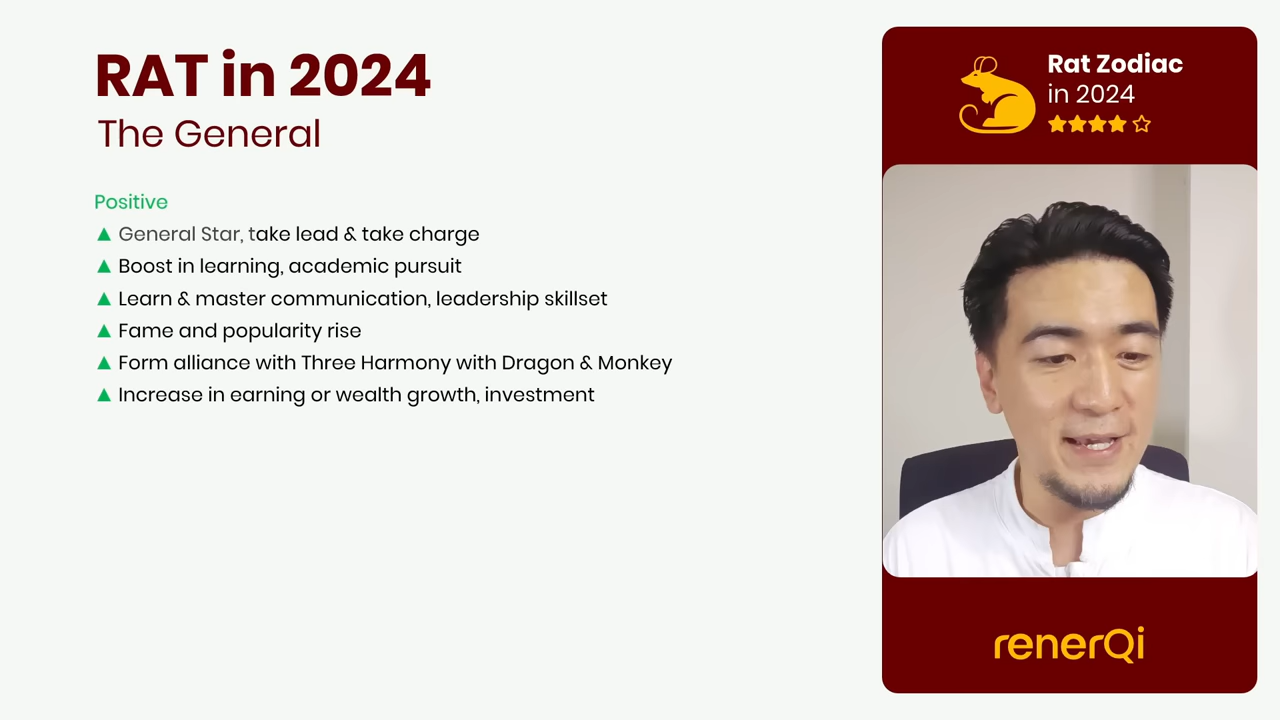 RAT in 2024
The General
Positive
▲ General Star, take lead & take charge
▲ Boost in learning, academic pursuit
▲ Learn & master communication, leadership skillset
▲ Fame and popularity rise
▲ Form alliance with Three Harmony with Dragon & Monkey
▲ Increase in earning or wealth growth, investment
Rat Zodiac
in 2024
renerQi